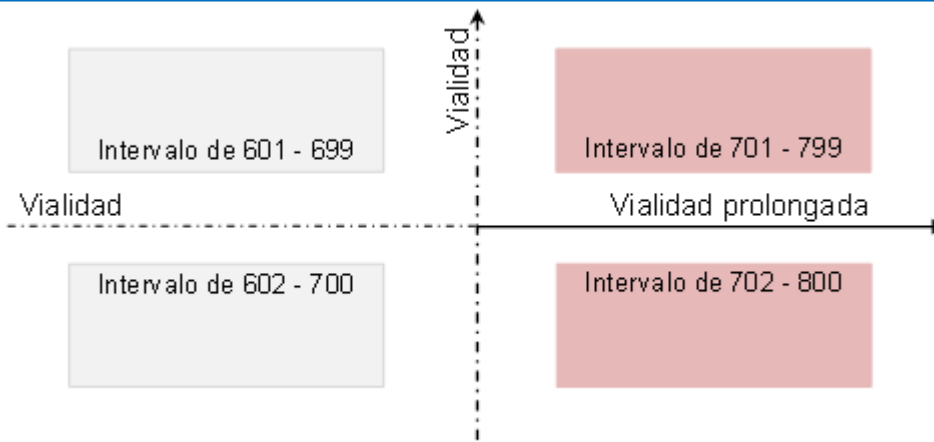 Vialidad
Intervalo de 601 - 699
Intervalo de 701 - 799
Vialidad
Vialidad prolongada
Intervalo de 602 - 700
Intervalo de 702 - 800